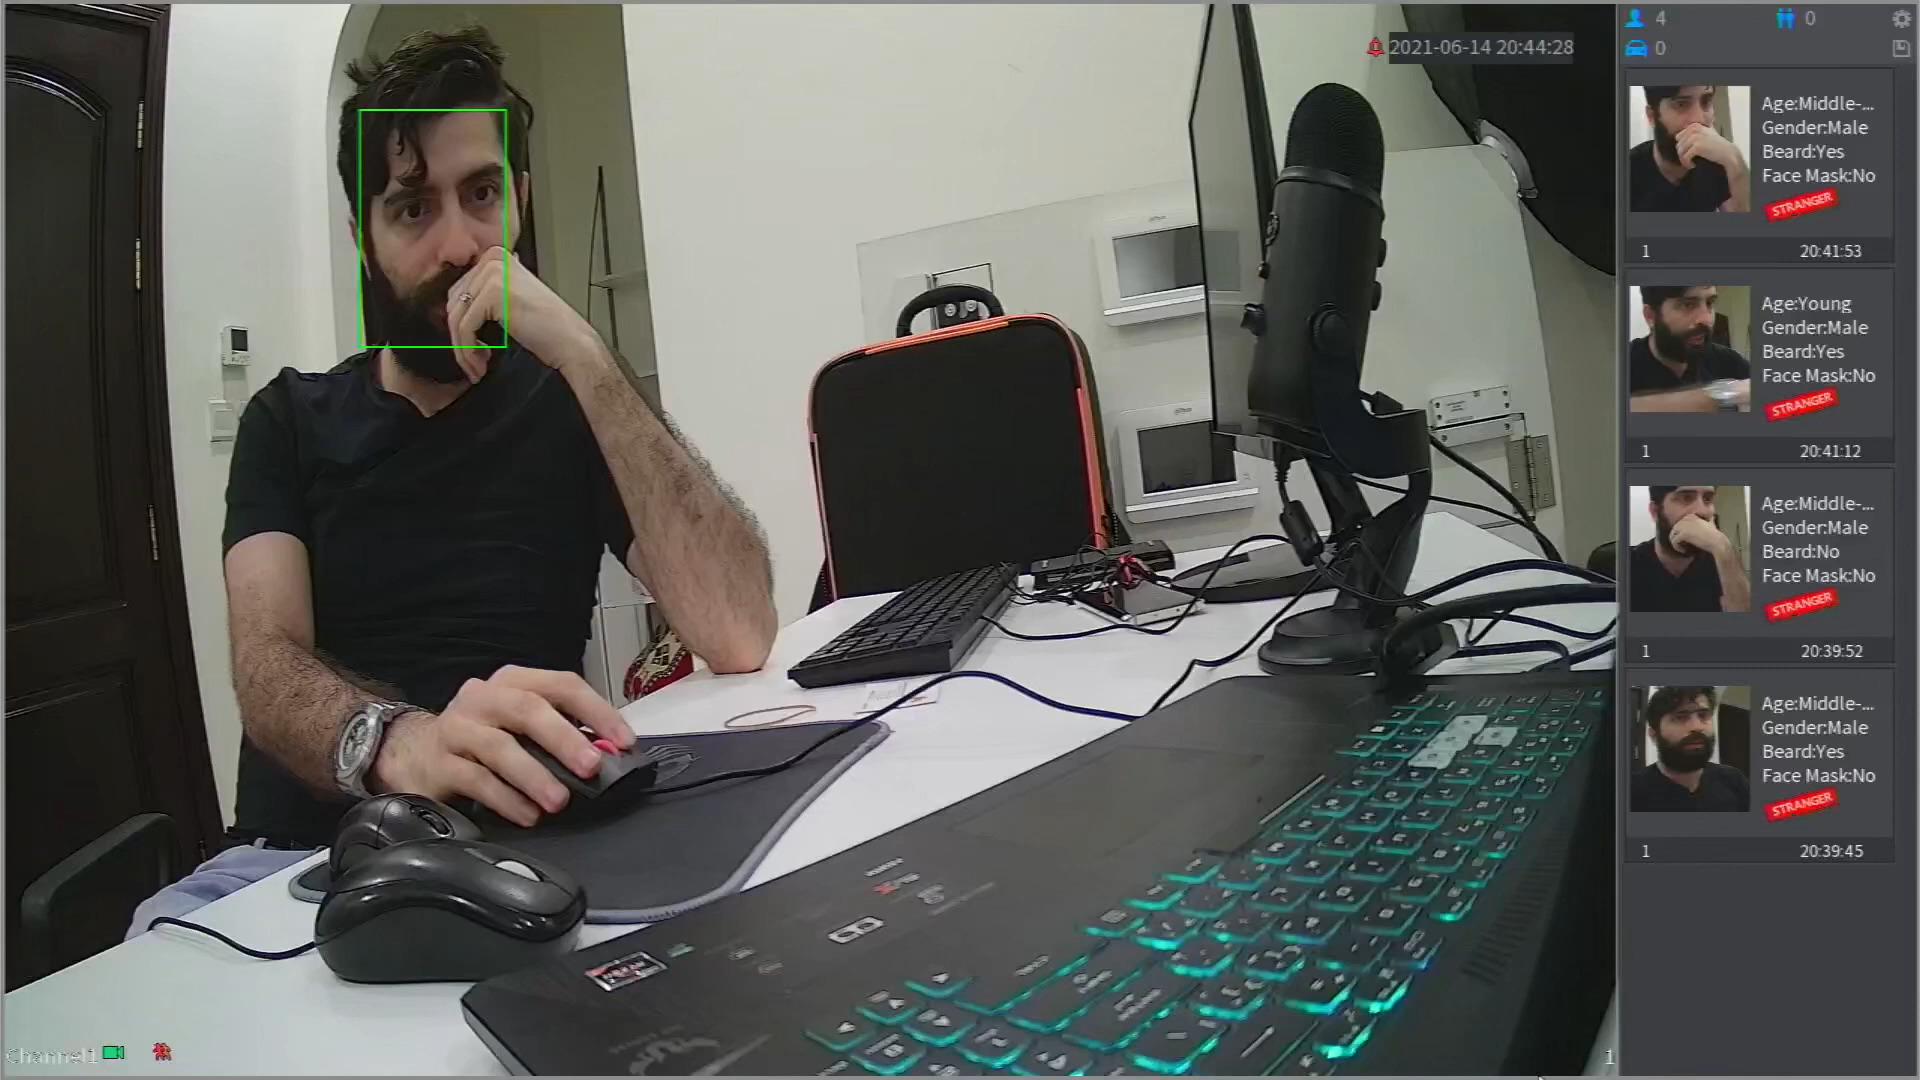 4
0
0
2021-06-14 20:44:28
Age:Middle-...
Gender:Male
Beard:Yes
Face Mask:No
STRANGER
1
20:41:53
Age:Young
Gender:Male
Beard:Yes
Face Mask:No
STRANGER
1
20:41:12
Age:Middle-...
Gender:Male
Beard:No
Face Mask:No
STRANGER
1
20:39:52
Age:Middle-...
Gender:Male
Beard:Yes
Face Mask:No
STRANGER
1
20:39:45
Channel1
1